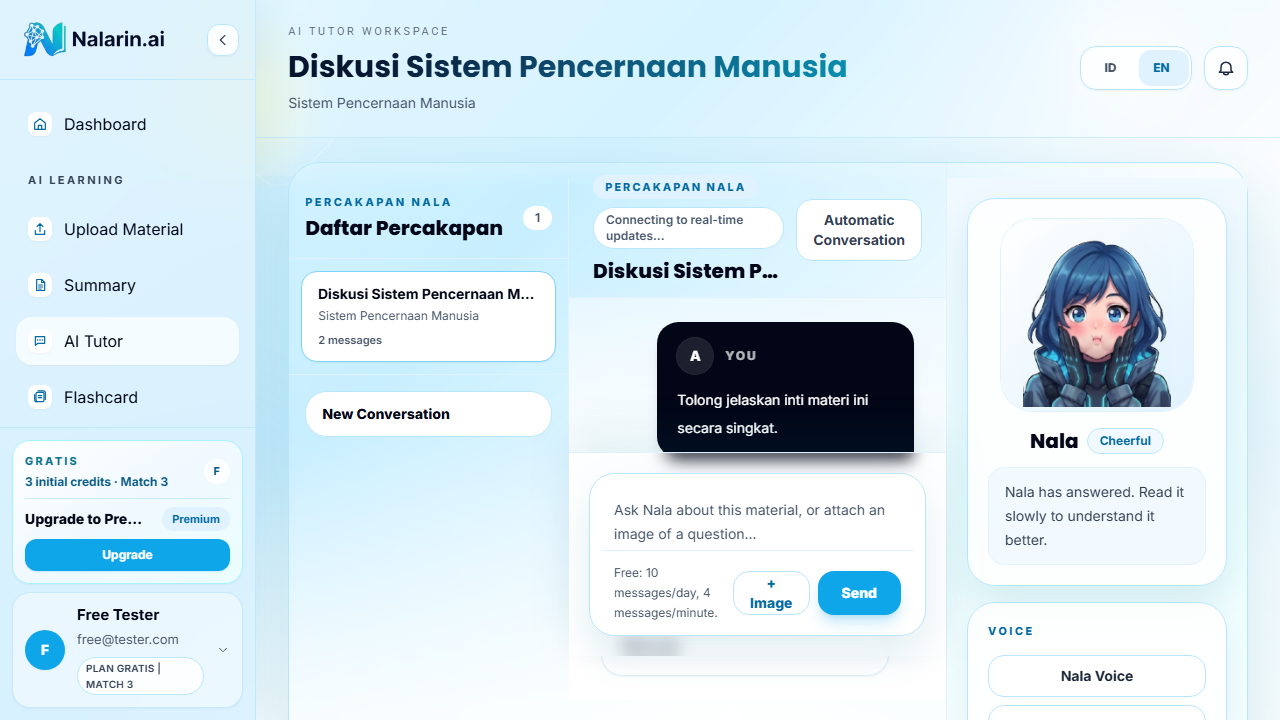 Nalarin.ai
Dashboard
AI LEARNING
Upload Material
Summary
AI Tutor
Flashcard
GRATIS
3 initial credits · Match 3
F
Upgrade to Pre...
Premium
Upgrade
F
Free Tester
free@tester.com
PLAN GRATIS |
MATCH 3
AI TUTOR WORKSPACE
Diskusi Sistem Pencernaan Manusia
Sistem Pencernaan Manusia
ID
EN
PERCAKAPAN NALA
Daftar Percakapan
1
Diskusi Sistem Pencernaan M...
Sistem Pencernaan Manusia
2 messages
New Conversation
PERCAKAPAN NALA
Connecting to real-time
updates...
Automatic
Conversation
Diskusi Sistem P...
A
YOU
Tolong jelaskan inti materi ini
secara singkat.
Ask Nala about this material, or attach an
image of a question...
Free: 10
messages/day, 4
messages/minute.
+
Image
Send
Nala
Cheerful
Nala has answered. Read it
slowly to understand it
better.
VOICE
Nala Voice